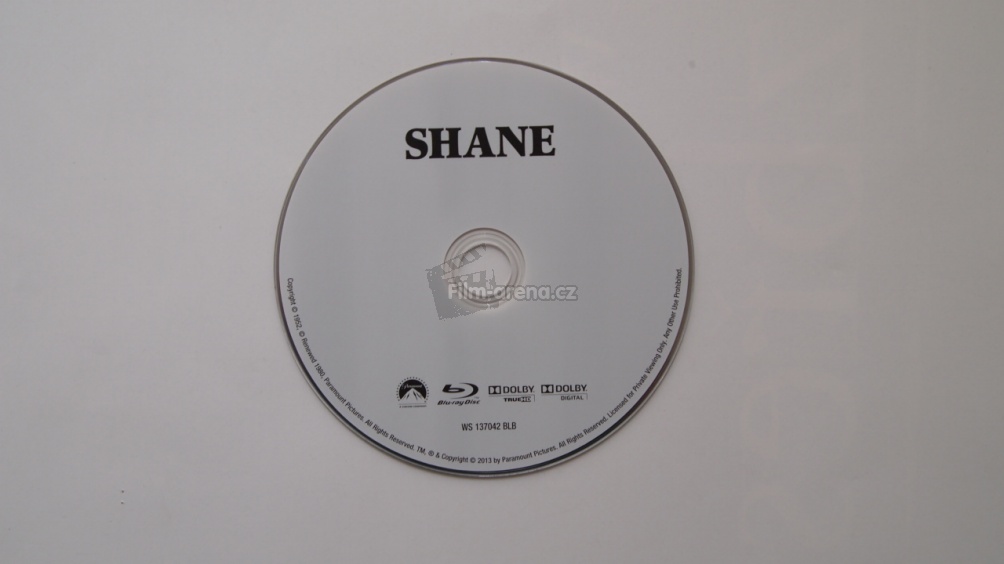 SHANE
Film-arena.cz
Paramount
Blu-ray Disc
DOLBY
TRUEHD
DOLBY
DIGITAL
WS 137042 BLB
Copyright © 1952, © Renewed 1980, Paramount Pictures. All Rights Reserved. TM, ® & Copyright © 2013 by Paramount Pictures. All Rights Reserved. Licensed for Private Viewing Only. Any Other Use Prohibited.